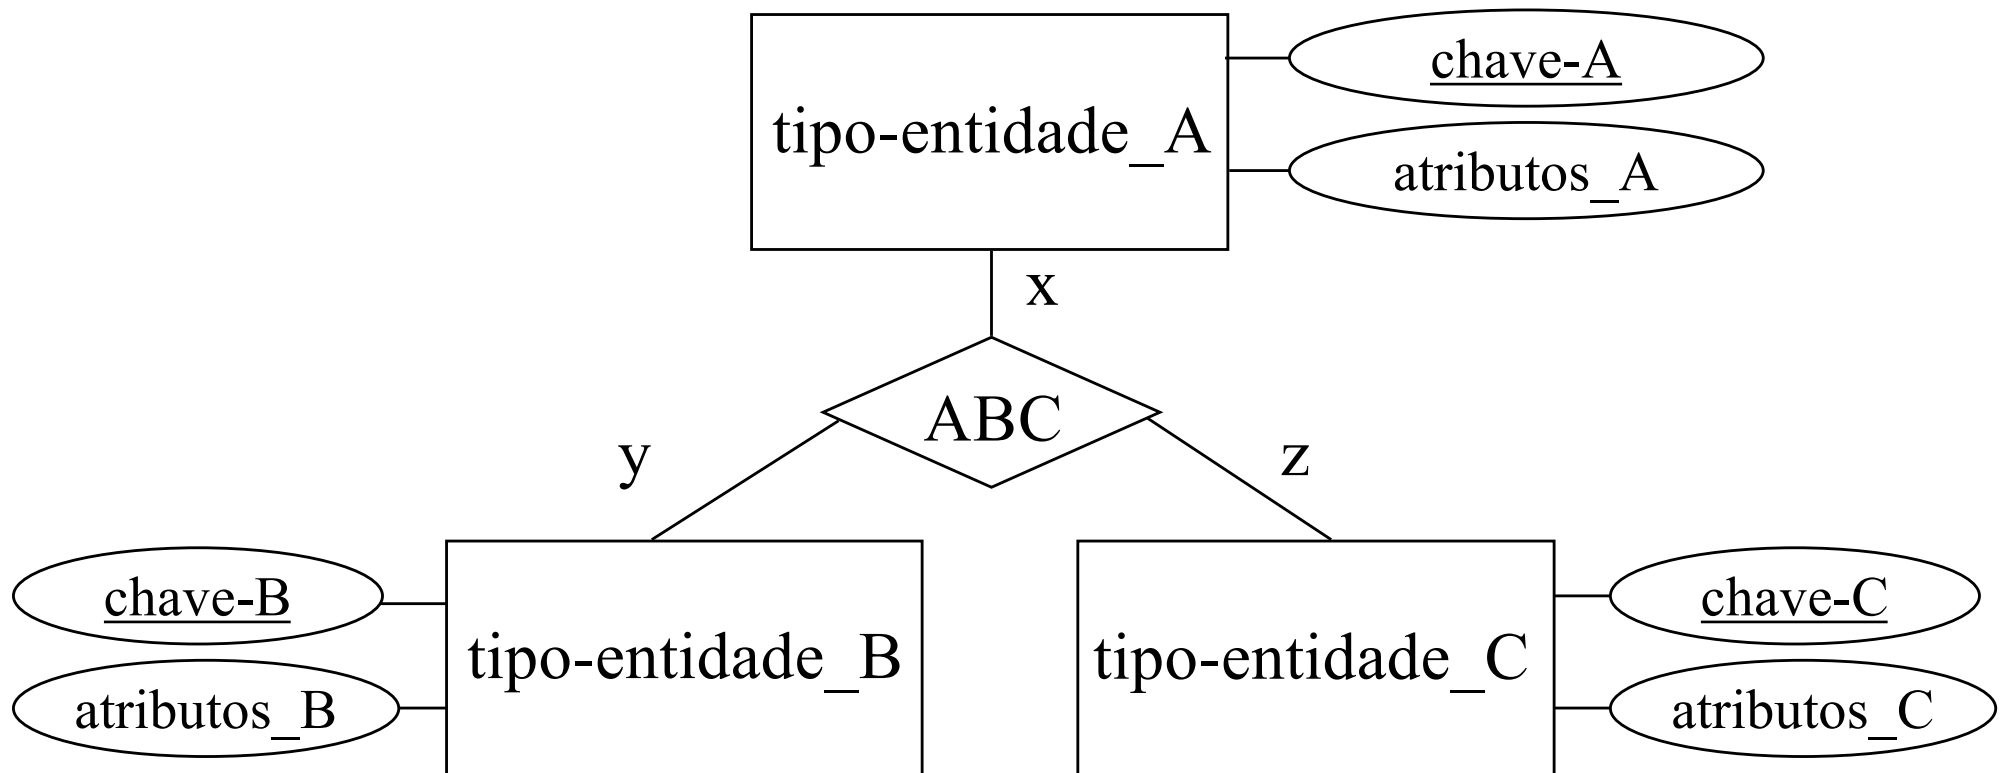 chave-A
tipo-entidade_A
atributos_A
x
ABC
y
z
chave-B
tipo-entidade_B
atributos_B
chave-C
tipo-entidade_C
atributos_C